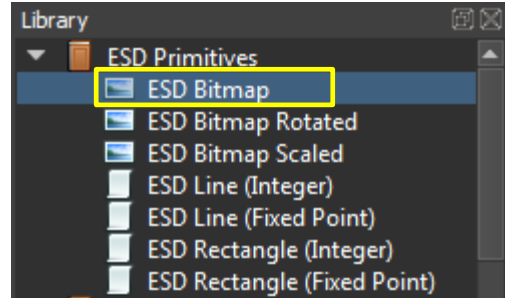 Library
ESD Primitives
ESD Bitmap
ESD Bitmap Rotated
ESD Bitmap Scaled
ESD Line (Integer)
ESD Line (Fixed Point)
ESD Rectangle (Integer)
ESD Rectangle (Fixed Point)